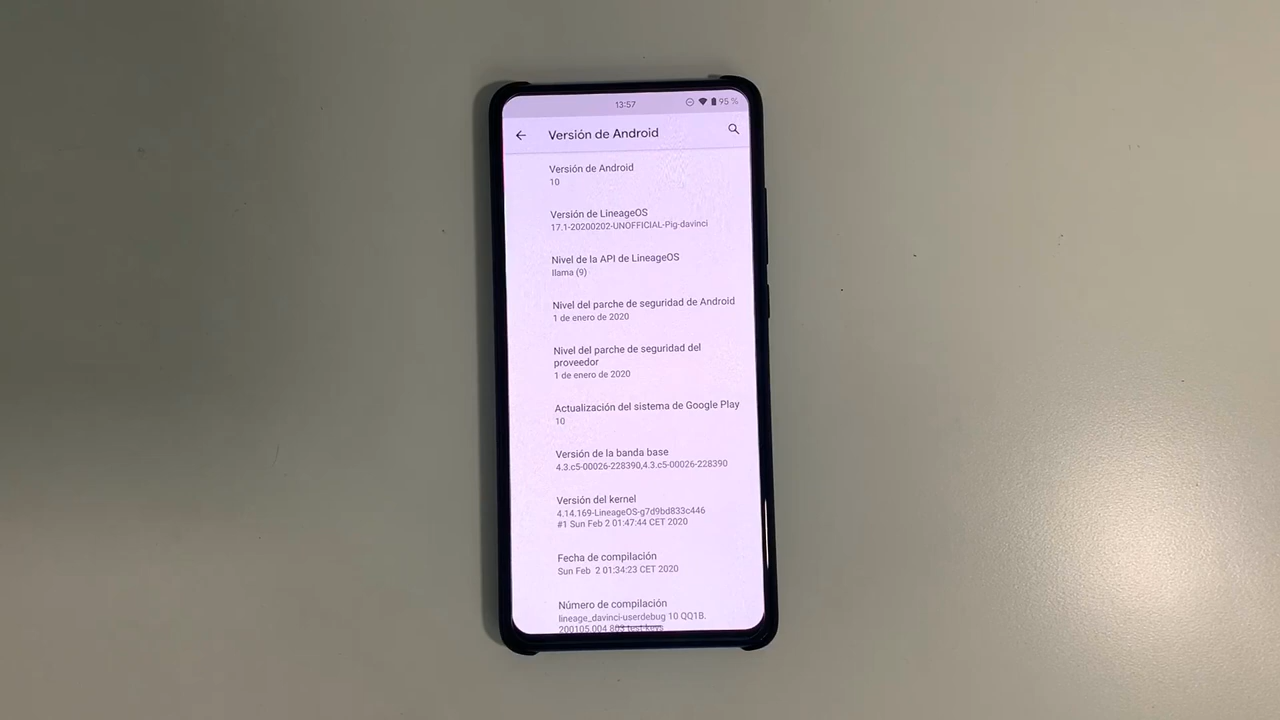 13:57
95 %
Versión de Android
Versión de Android
10
Versión de LineageOS
17.1-20200202-UNOFFICIAL-Pig-davinci
Nivel de la API de LineageOS
llama (9)
Nivel del parche de seguridad de Android
1 de enero de 2020
Nivel del parche de seguridad del
proveedor
1 de enero de 2020
Actualización del sistema de Google Play
10
Versión de la banda base
4.3.c5-00026-228390,4.3.c5-00026-228390
Versión del kernel
4.14.169-LineageOS-g7d9bd833c446
#1 Sun Feb 2 01:47:44 CET 2020
Fecha de compilación
Sun Feb  2 01:34:23 CET 2020
Número de compilación
lineage_davinci-userdebug 10 QQ1B.
200105.004 803 test-keys